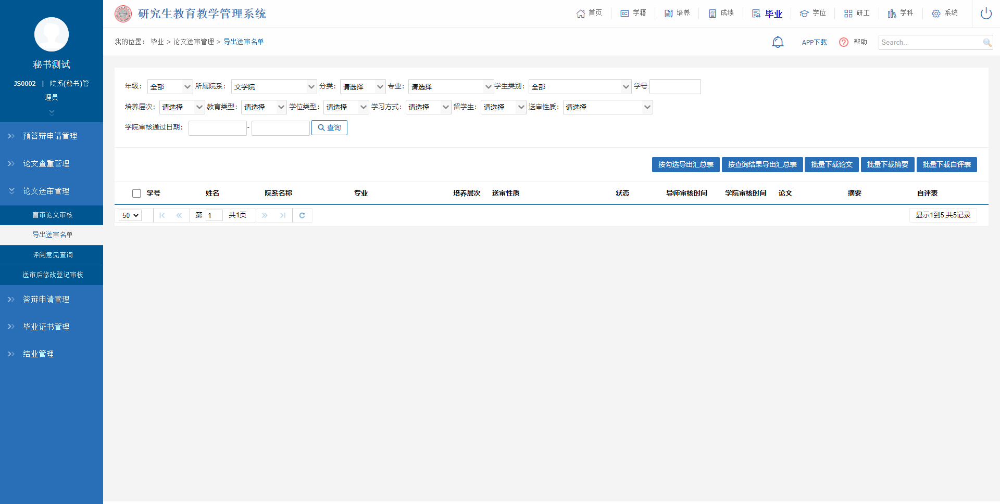 研究生教育教学管理系统
首页 学籍 培养 成绩 毕业 学位 研工 学科 系统
我的位置： 毕业 > 论文送审管理 > 导出送审名单
APP下载 帮助 Search...
秘书测试
JS0002 | 院系(秘书)管
理员
预答辩申请管理
论文查重管理
论文送审管理
盲审论文审核
导出送审名单
评阅意见查询
送审后修改登记审核
答辩申请管理
毕业证书管理
结业管理
年级： 全部 所属院系： 文学院 分类： 请选择 专业： 请选择 学生类别： 全部 学号:
培养层次： 请选择 教育类型： 请选择 学位类型： 请选择 学习方式： 请选择 留学生： 请选择 送审性质： 请选择
学院审核通过日期： - 查询
按勾选导出汇总表 按查询结果导出汇总表 批量下载论文 批量下载摘要 批量下载自评表
学号 姓名 院系名称 专业 培养层次 送审性质 状态 导师审核时间 学院审核时间 论文 摘要 自评表
50 第 1 共1页 显示1到5,共5记录